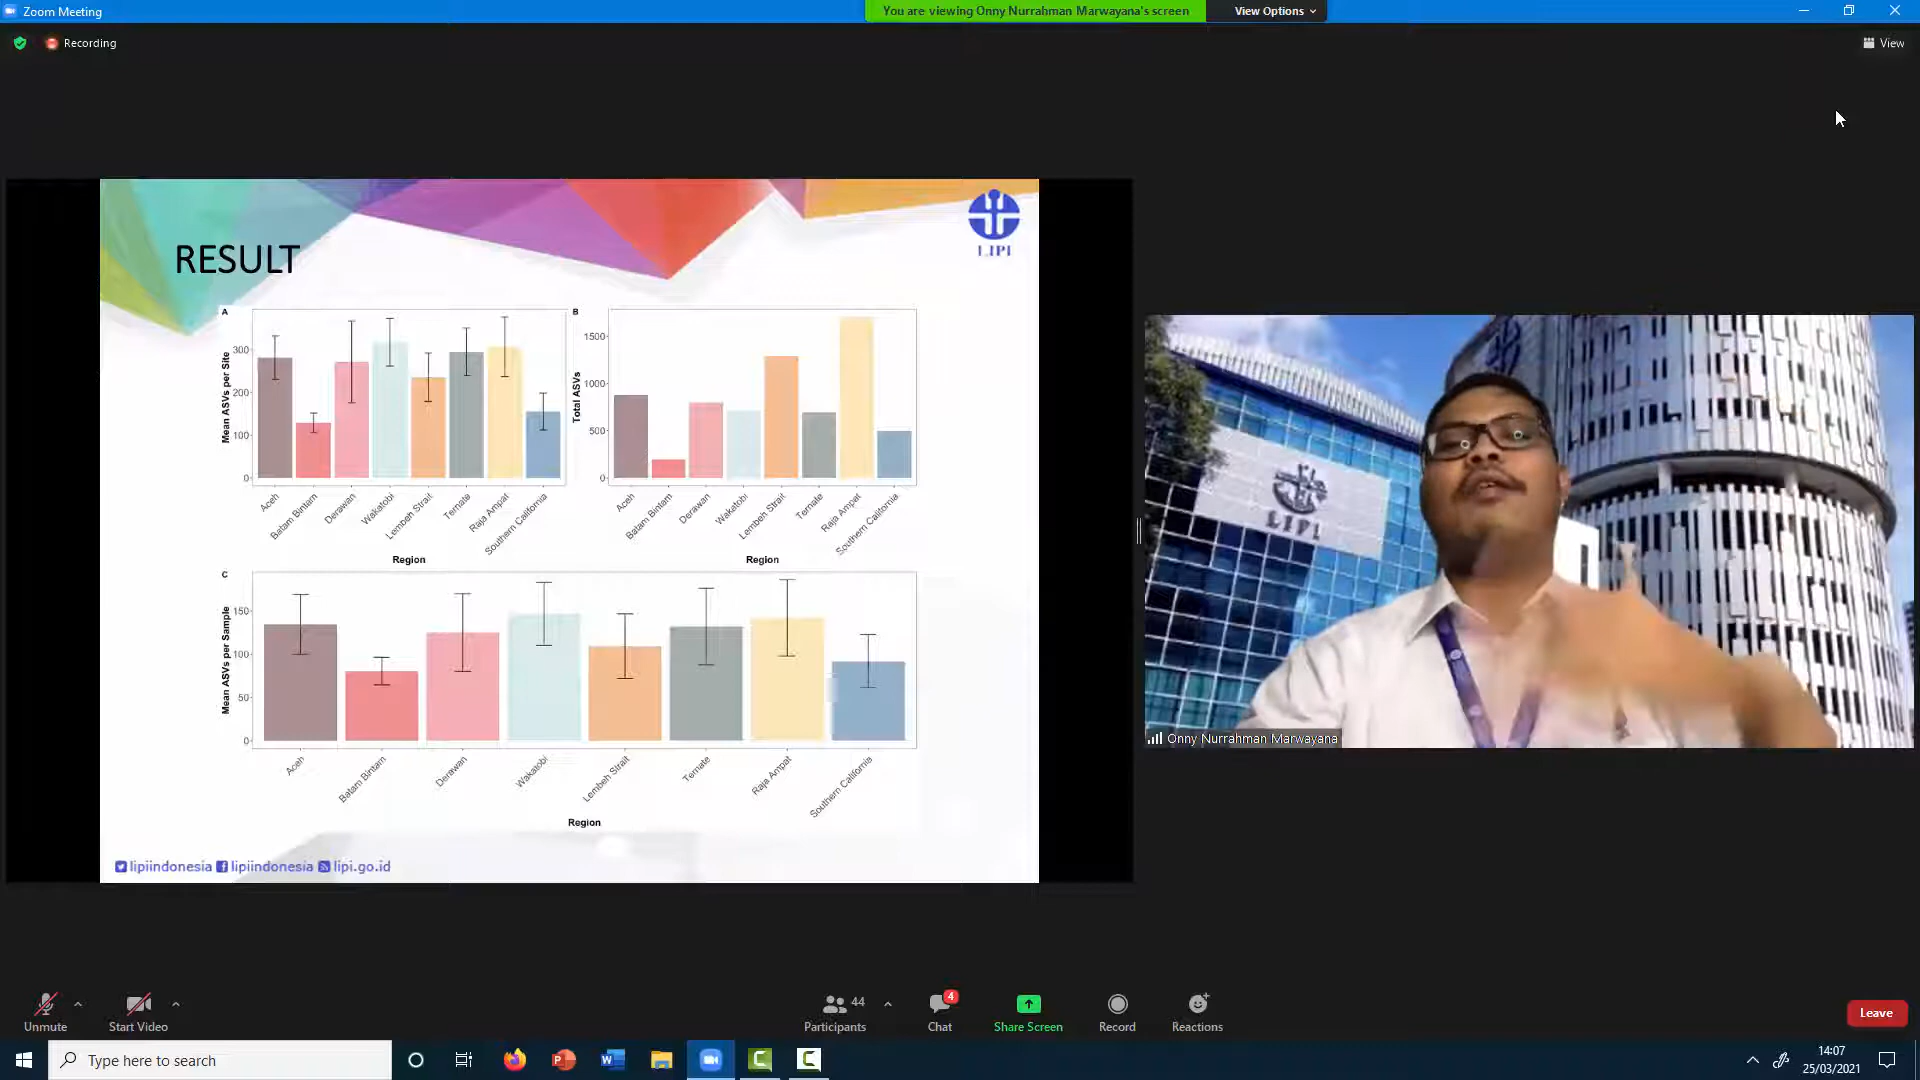 Zoom Meeting
You are viewing Onny Nurrahman Marwayana's screen
View Options
Recording
View
RESULT
LIPI
A
Mean ASVs per Site
300
200
100
0
Aceh
Batam Bintam
Derawan
Wakatobi
Lembeh Strait
Ternate
Raja Ampat
Southern California
Region
B
Total ASVs
1500
1000
500
0
Aceh
Batam Bintam
Derawan
Wakatobi
Lembeh Strait
Ternate
Raja Ampat
Southern California
Region
C
Mean ASVs per Sample
150
100
50
0
Aceh
Batam Bintam
Derawan
Wakatobi
Lembeh Strait
Ternate
Raja Ampat
Southern California
Region
lipiindonesia lipiindonesia lipi.go.id
LIPI
Onny Nurrahman Marwayana
Unmute
Start Video
44
Participants
4
Chat
Share Screen
Record
Reactions
Leave
Type here to search
14:07
25/03/2021